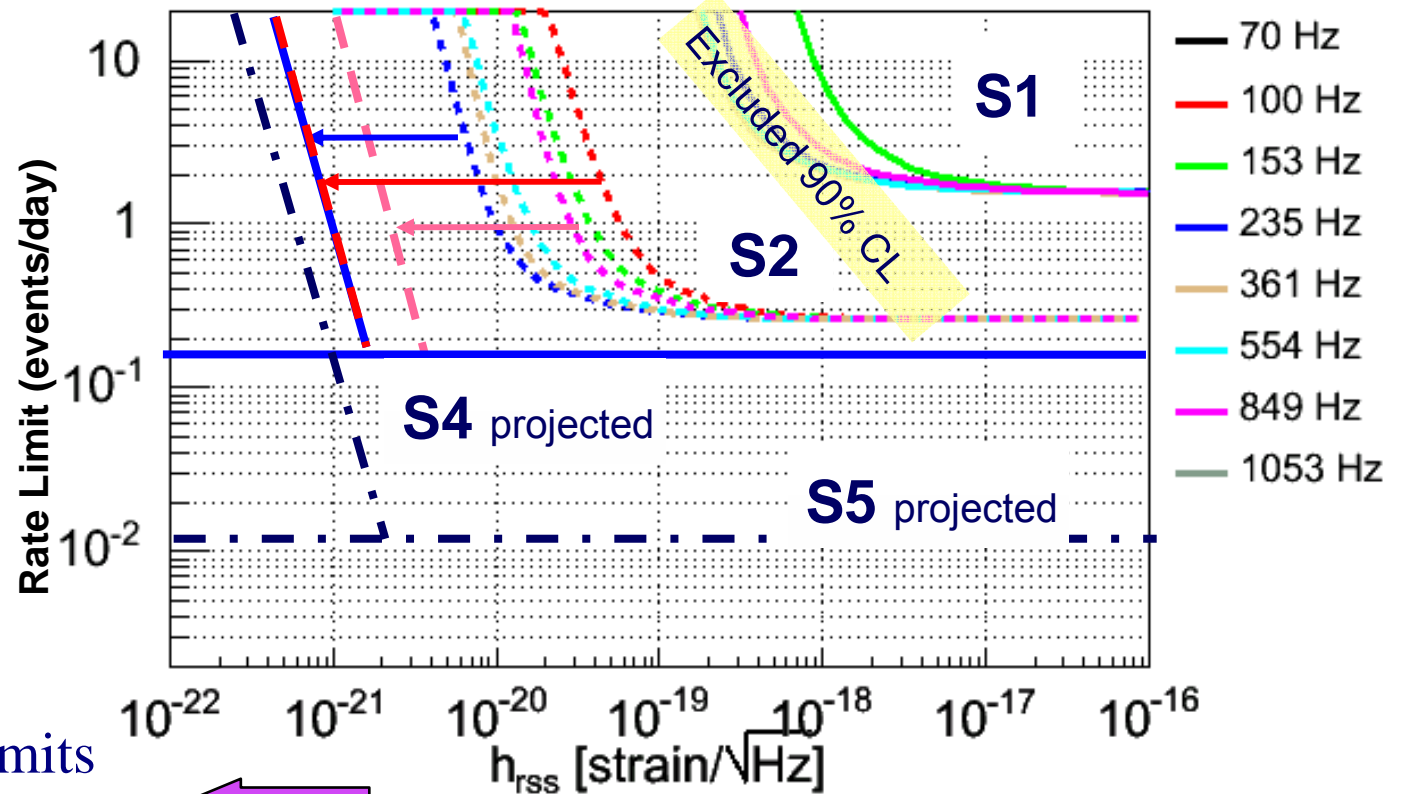 10
1
10-1
10-2
Rate Limit (events/day)
S1
Excluded 90% CL
S2
S4 projected
S5 projected
10-22 10-21 10-20 10-19 10-18 10-17 10-16
hrss [strain/√Hz]
70 Hz
100 Hz
153 Hz
235 Hz
361 Hz
554 Hz
849 Hz
1053 Hz
mits